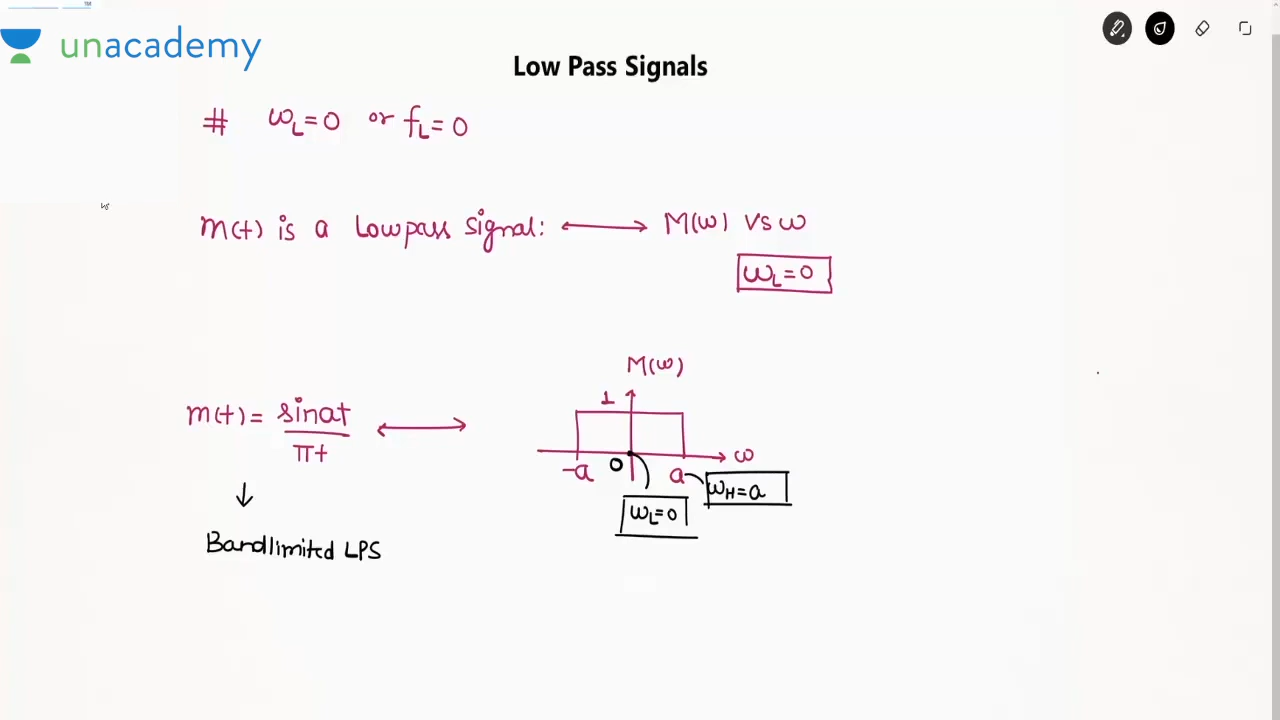 unacademy
Low Pass Signals
# ω_L=0 or f_L=0
m(t) is a Lowpass signal: ⟷ M(ω) vs ω
ω_L=0
M(ω)
m(t)= sinat/πt ⟷
1
-a 0 a ω
ω_H=a
ω_L=0
↓
Bandlimited LPS